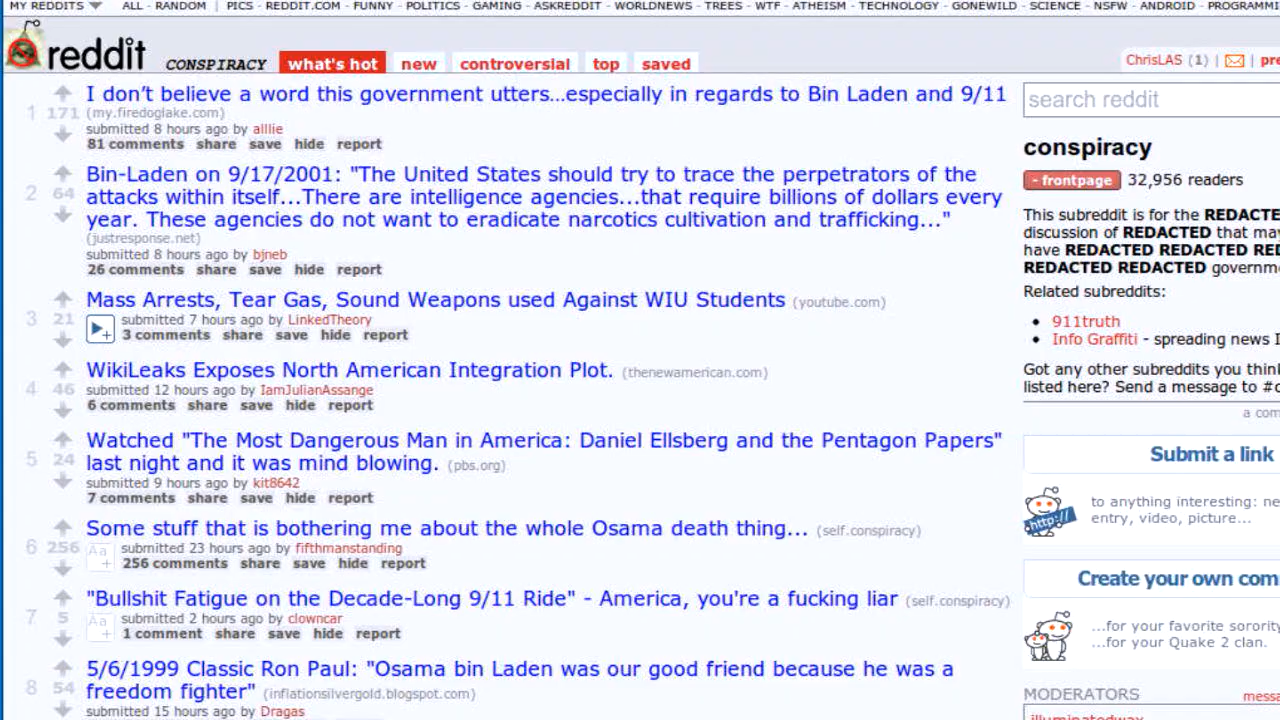 MY REDDITS ALL - RANDOM | PICS - REDDIT.COM - FUNNY - POLITICS - GAMING - ASKREDDIT - WORLDNEWS - TREES - WTF - ATHEISM - TECHNOLOGY - GONEWILD - SCIENCE - NSFW - ANDROID - PROGRAMMI
reddit CONSPIRACY what's hot new controversial top saved
ChrisLAS (1) | | pre
1 171 I don't believe a word this government utters...especially in regards to Bin Laden and 9/11
(my.firedoglake.com)
submitted 8 hours ago by alllie
81 comments share save hide report
2 64 Bin-Laden on 9/17/2001: "The United States should try to trace the perpetrators of the
attacks within itself...There are intelligence agencies...that require billions of dollars every
year. These agencies do not want to eradicate narcotics cultivation and trafficking..."
(justresponse.net)
submitted 8 hours ago by bjneb
26 comments share save hide report
3 21 Mass Arrests, Tear Gas, Sound Weapons used Against WIU Students (youtube.com)
submitted 7 hours ago by LinkedTheory
3 comments share save hide report
4 46 WikiLeaks Exposes North American Integration Plot. (thenewamerican.com)
submitted 12 hours ago by IamJulianAssange
6 comments share save hide report
5 24 Watched "The Most Dangerous Man in America: Daniel Ellsberg and the Pentagon Papers"
last night and it was mind blowing. (pbs.org)
submitted 9 hours ago by kit8642
7 comments share save hide report
6 256 Some stuff that is bothering me about the whole Osama death thing... (self.conspiracy)
Aa submitted 23 hours ago by fifthmanstanding
256 comments share save hide report
7 5 "Bullshit Fatigue on the Decade-Long 9/11 Ride" - America, you're a fucking liar (self.conspiracy)
Aa submitted 2 hours ago by clowncar
1 comment share save hide report
8 54 5/6/1999 Classic Ron Paul: "Osama bin Laden was our good friend because he was a
freedom fighter" (inflationsilvergold.blogspot.com)
submitted 15 hours ago by Dragas
search reddit
conspiracy
- frontpage 32,956 readers
This subreddit is for the REDACTE
discussion of REDACTED that may
have REDACTED REDACTED RED
REDACTED REDACTED governme
Related subreddits:
• 911truth
• Info Graffiti - spreading news I
Got any other subreddits you think
listed here? Send a message to #c
a com
Submit a link
http://
to anything interesting: ne
entry, video, picture...
Create your own com
...for your favorite sorority
...for your Quake 2 clan.
MODERATORS messa
illuminatedwax